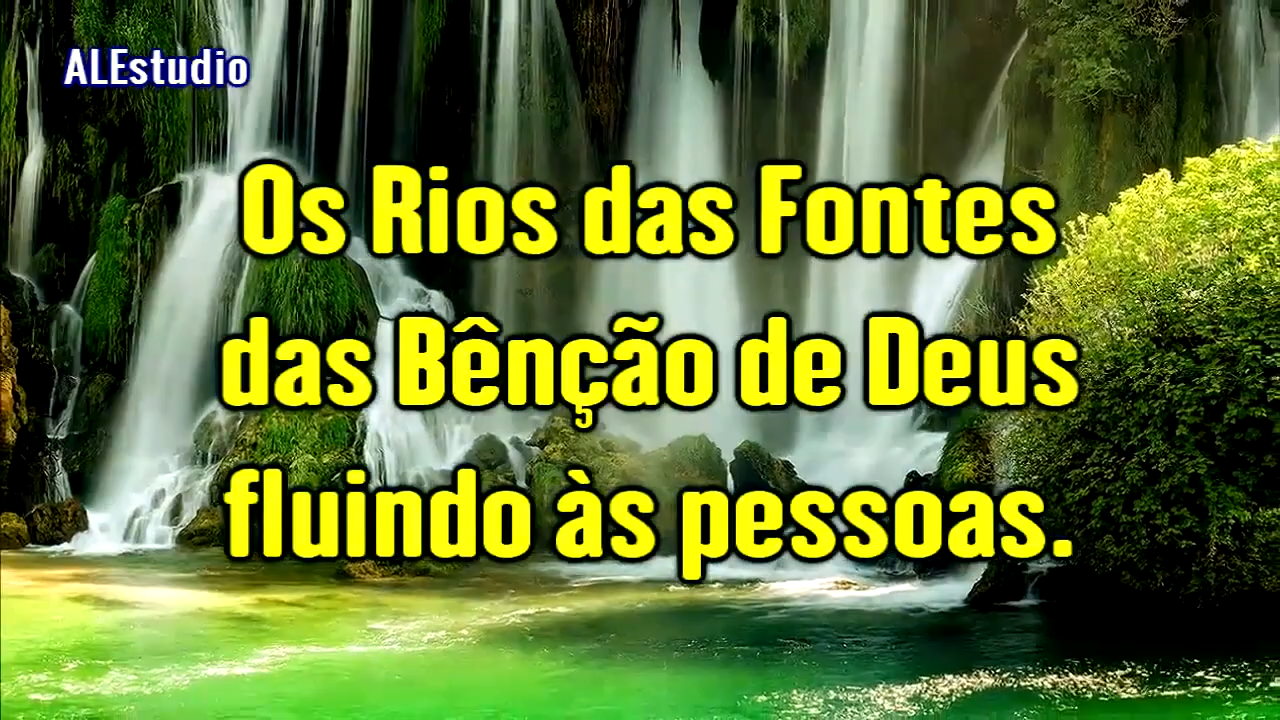 ALEstudio
Os Rios das Fontes
das Bênção de Deus
fluindo às pessoas.